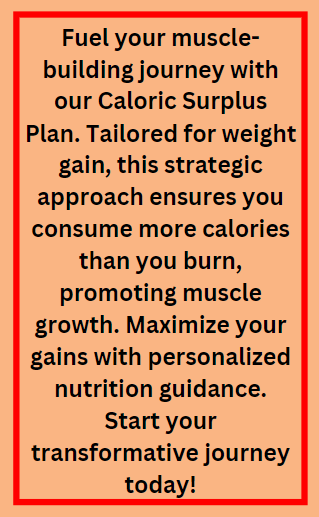 Fuel your muscle-
building journey with
our Caloric Surplus
Plan. Tailored for weight
gain, this strategic
approach ensures you
consume more calories
than you burn,
promoting muscle
growth. Maximize your
gains with personalized
nutrition guidance.
Start your
transformative journey
today!